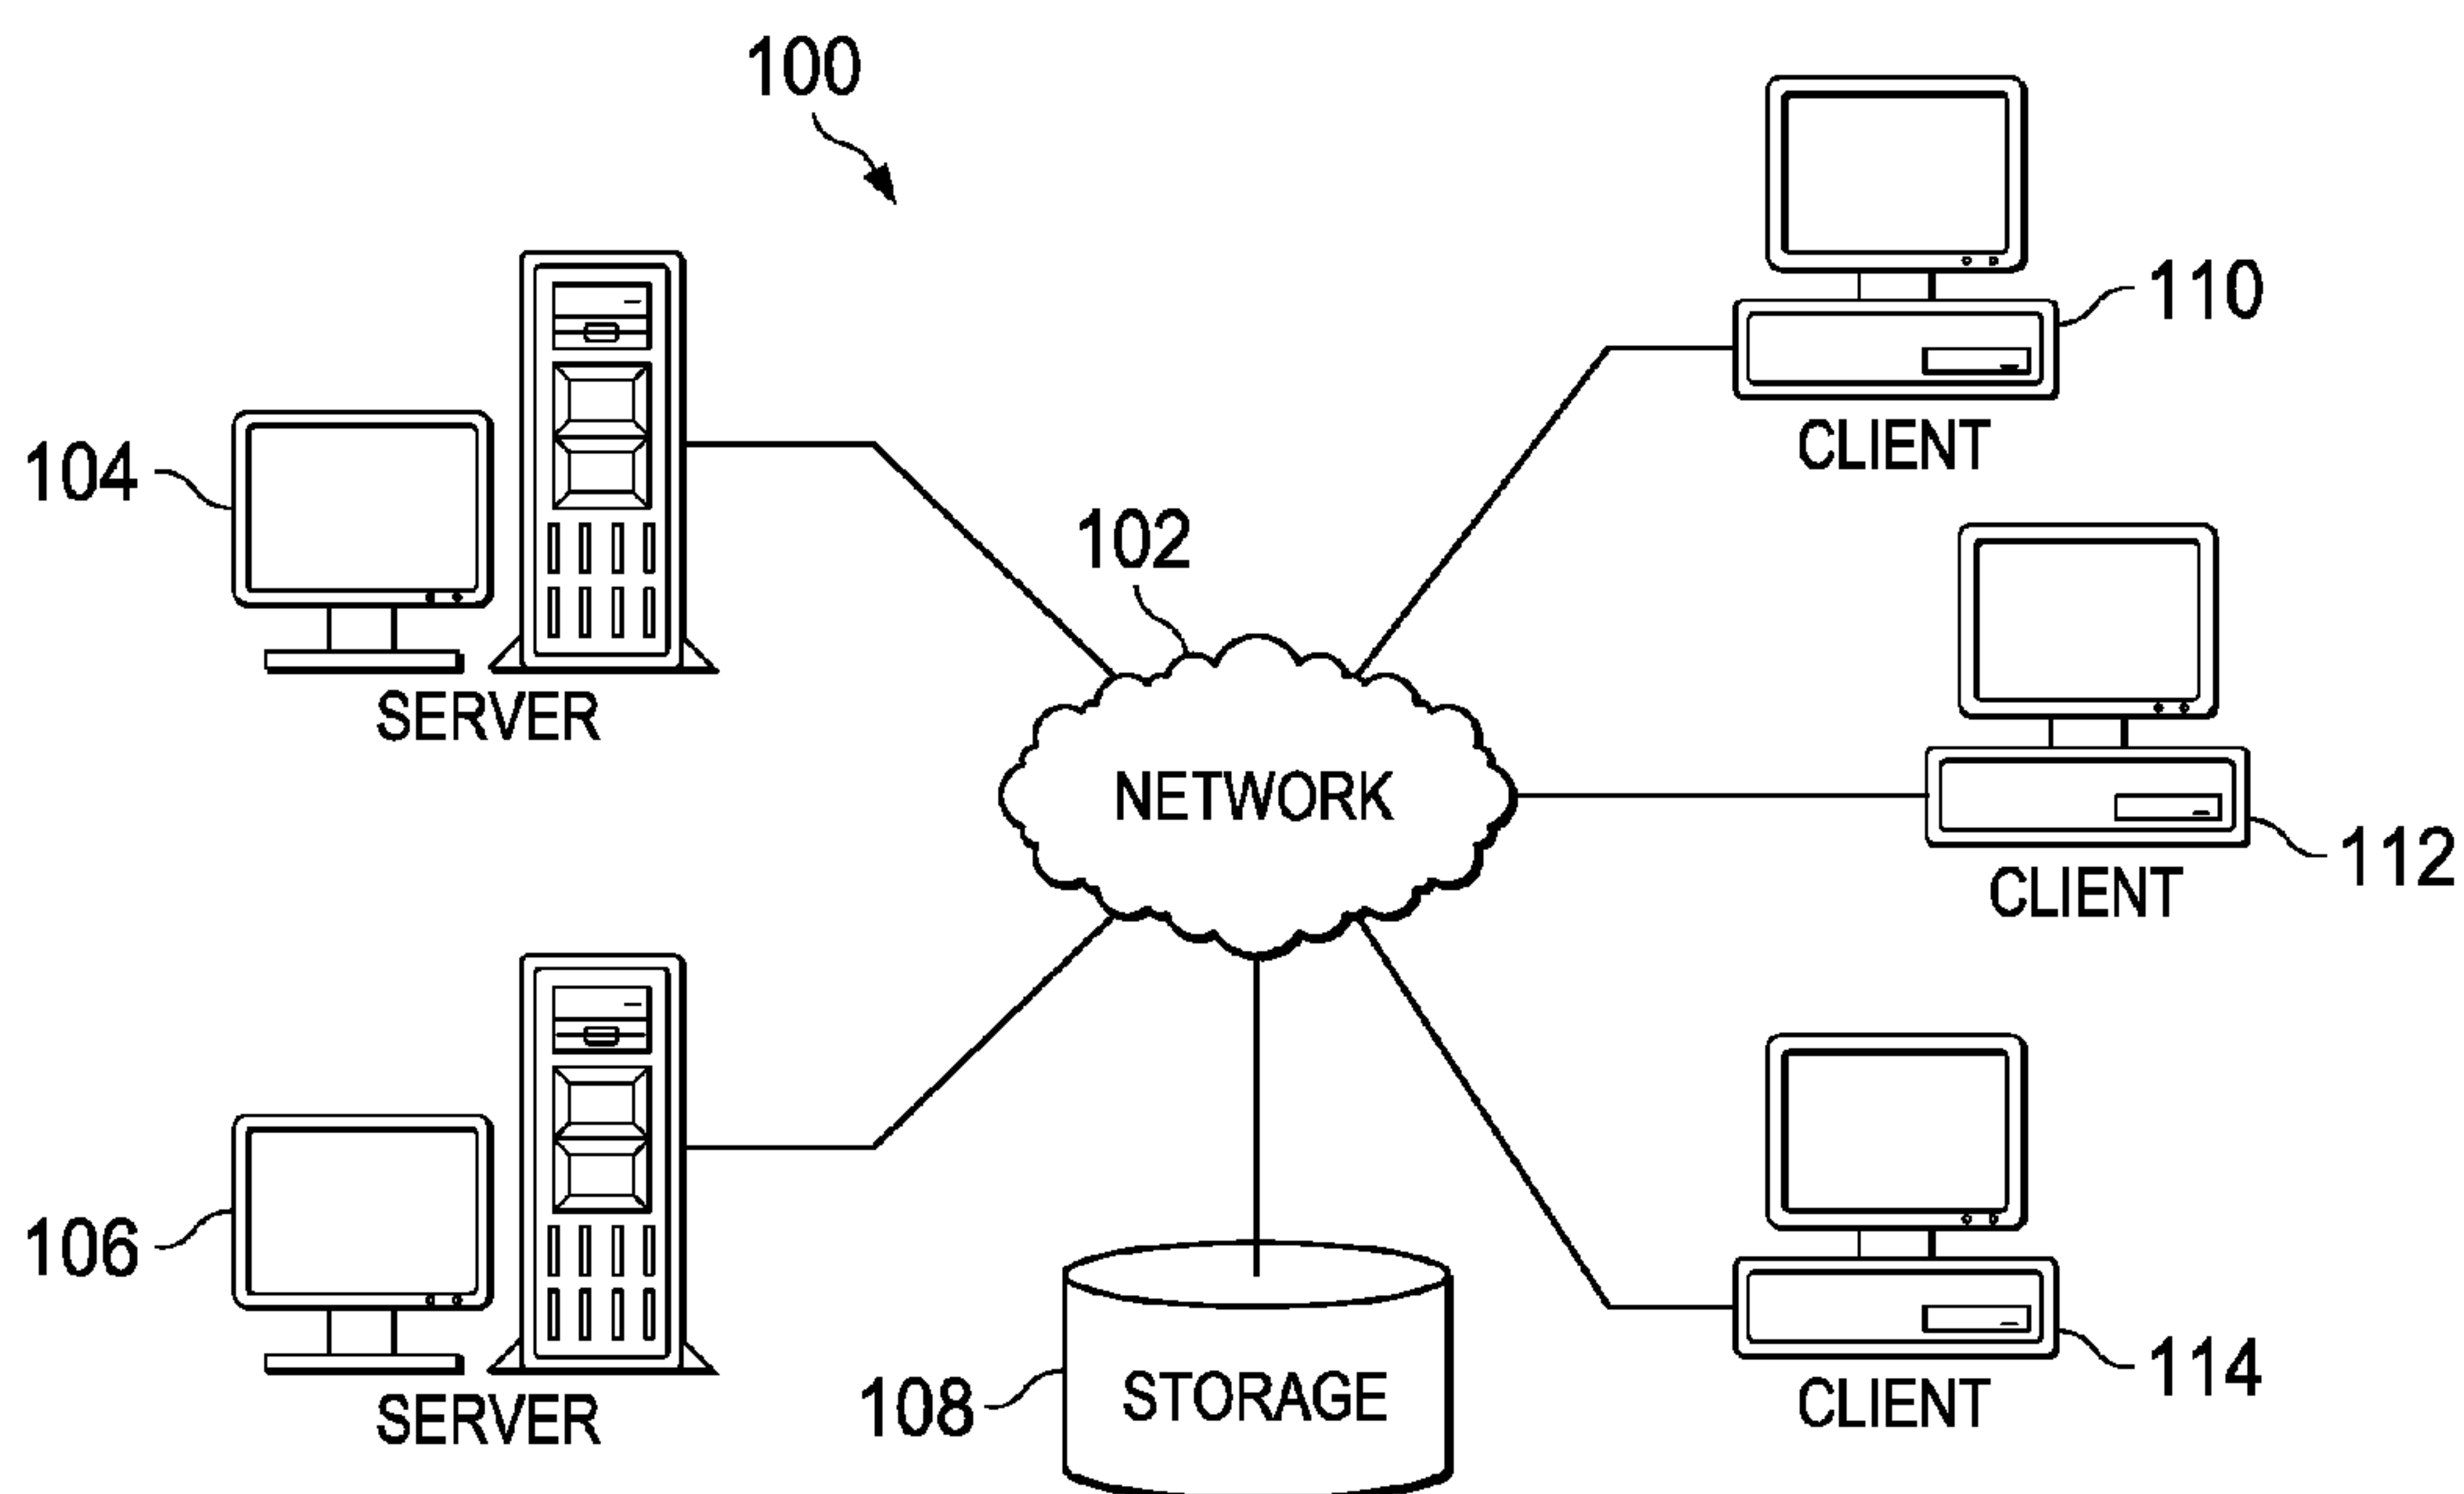 100
110
CLIENT
104
SERVER
102
NETWORK
112
CLIENT
106
SERVER
108
STORAGE
114
CLIENT